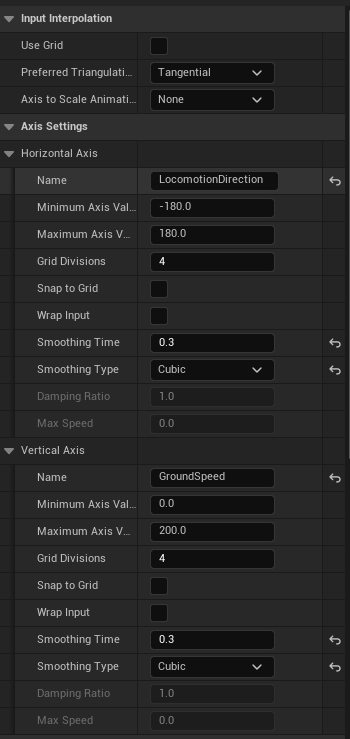 Input Interpolation
Use Grid
Preferred Triangulati... Tangential
Axis to Scale Animati... None
Axis Settings
Horizontal Axis
Name LocomotionDirection
Minimum Axis Val... -180.0
Maximum Axis V... 180.0
Grid Divisions 4
Snap to Grid
Wrap Input
Smoothing Time 0.3
Smoothing Type Cubic
Damping Ratio 1.0
Max Speed 0.0
Vertical Axis
Name GroundSpeed
Minimum Axis Val... 0.0
Maximum Axis V... 200.0
Grid Divisions 4
Snap to Grid
Wrap Input
Smoothing Time 0.3
Smoothing Type Cubic
Damping Ratio 1.0
Max Speed 0.0